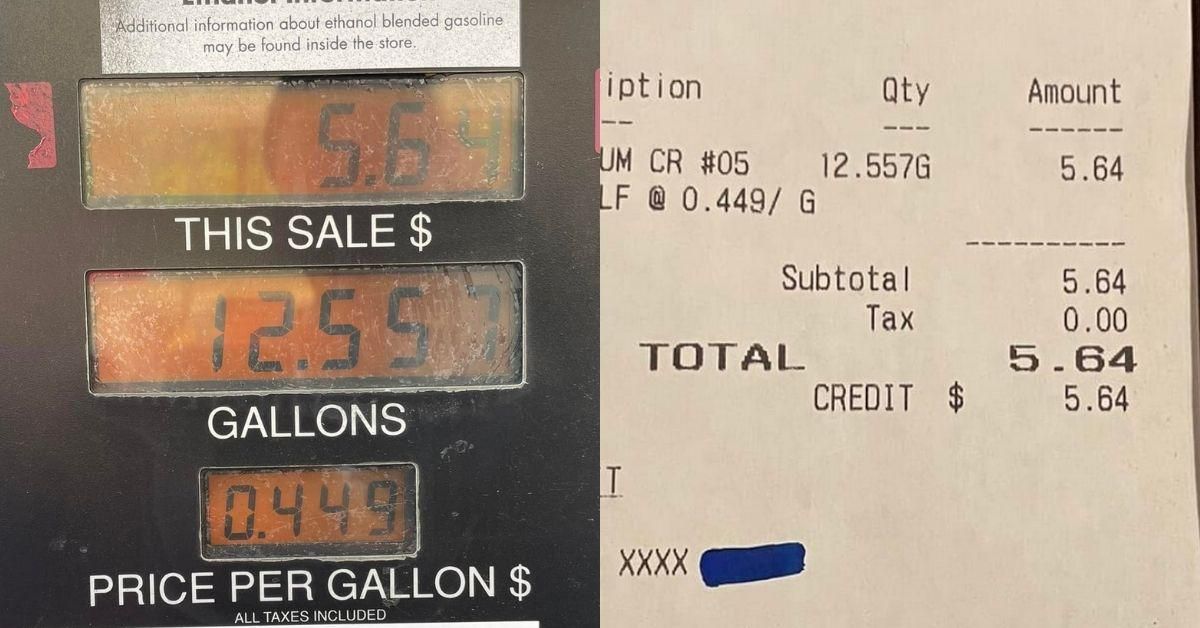 Additional information about ethanol blended gasoline
may be found inside the store.
5.64
THIS SALE $
12.557
GALLONS
0.449
PRICE PER GALLON $
ALL TAXES INCLUDED
iption Qty Amount
-- --- ------
UM CR #05 12.557G 5.64
LF @ 0.449/ G
----------
Subtotal 5.64
Tax 0.00
TOTAL 5.64
CREDIT $ 5.64
T
XXXX